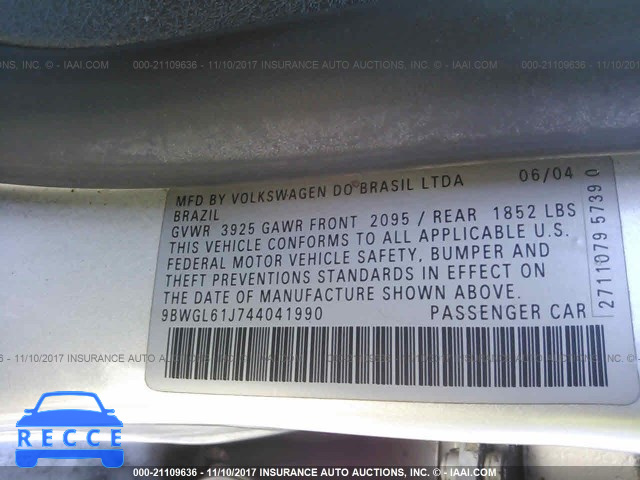 000-21109636 - 11/10/2017 INSURANCE AUTO AUCTIONS, INC. © - IAAI.COM
MFD BY VOLKSWAGEN DO BRASIL LTDA 06/04
BRAZIL
GVWR 3925 GAWR FRONT 2095 / REAR 1852 LBS
THIS VEHICLE CONFORMS TO ALL APPLICABLE U.S.
FEDERAL MOTOR VEHICLE SAFETY, BUMPER AND
THEFT PREVENTIONS STANDARDS IN EFFECT ON
THE DATE OF MANUFACTURE SHOWN ABOVE.
9BWGL61J744041990 PASSENGER CAR
27111079 5739 0
RECCE
000-21109636 - 11/10/2017 INSURANCE AUTO AUCTIONS, INC. © - IAAI.COM